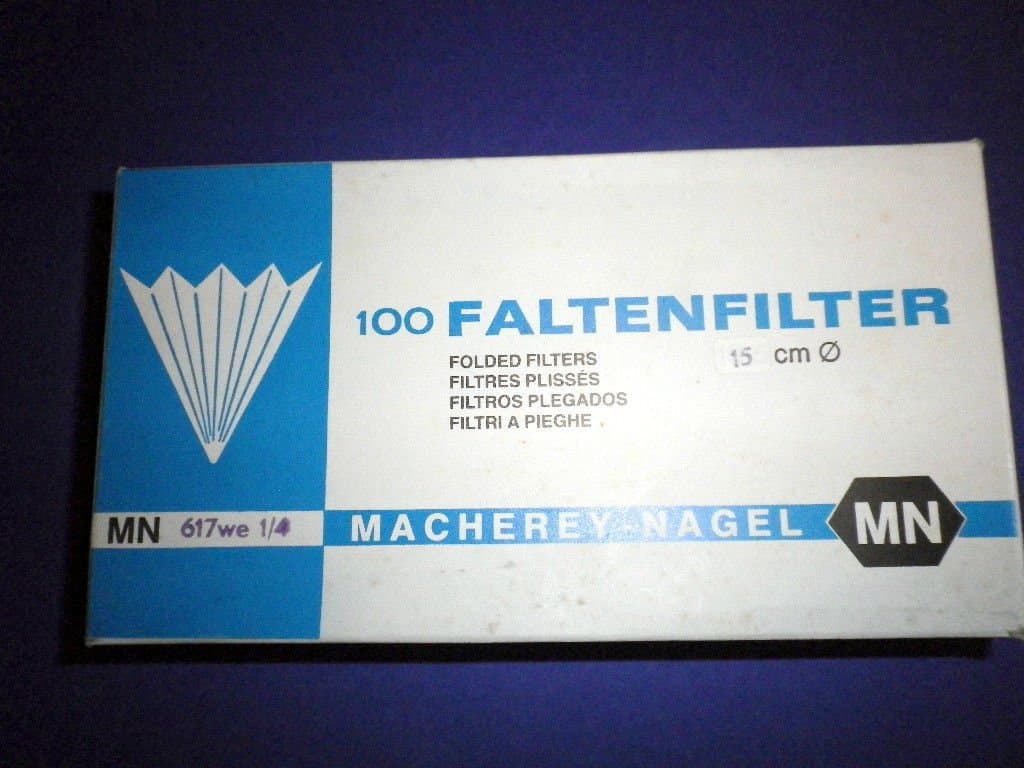 100 FALTENFILTER
FOLDED FILTERS
15 cm Ø
FILTRES PLISSÉS
FILTROS PLEGADOS
FILTRI A PIEGHE
MN 617we 1/4
MACHEREY-NAGEL
MN